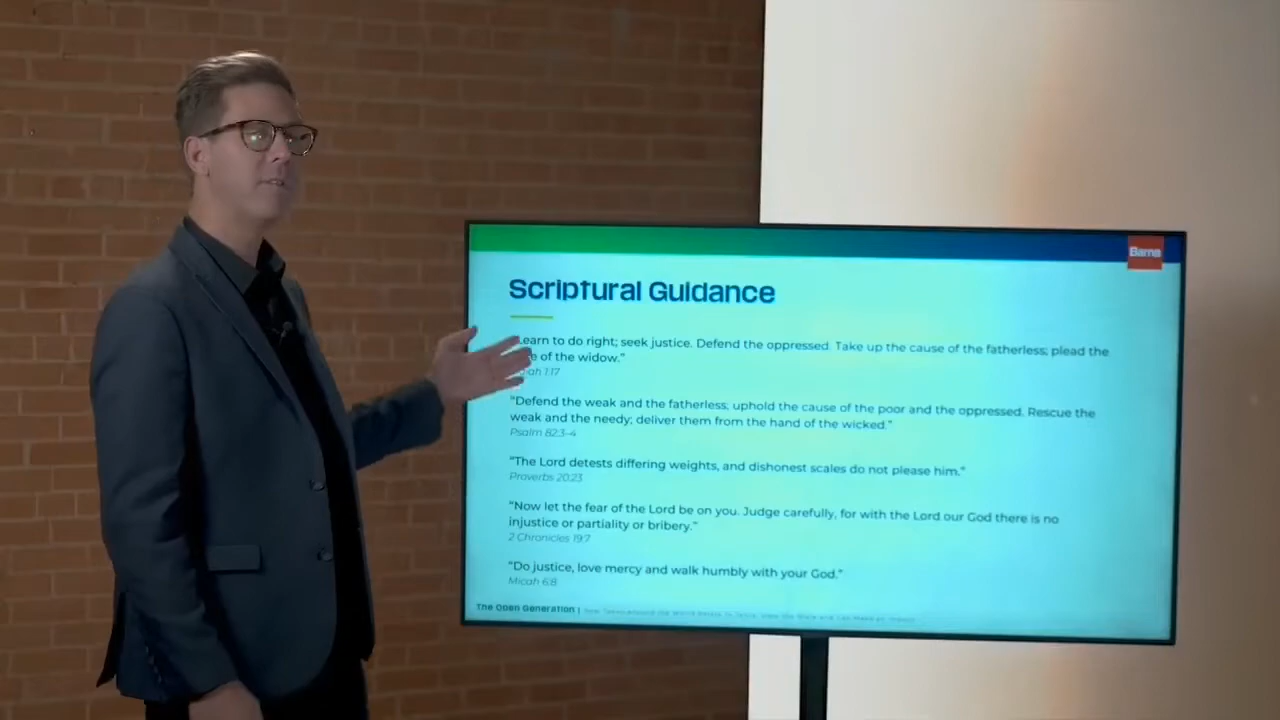 Barna
Scriptural Guidance
"Learn to do right; seek justice. Defend the oppressed. Take up the cause of the fatherless; plead the
of the widow."
1:17
"Defend the weak and the fatherless; uphold the cause of the poor and the oppressed. Rescue the
weak and the needy; deliver them from the hand of the wicked."
Psalm 82:3-4
"The Lord detests differing weights, and dishonest scales do not please him."
Proverbs 20:23
"Now let the fear of the Lord be on you. Judge carefully, for with the Lord our God there is no
injustice or partiality or bribery."
2 Chronicles 19:7
"Do justice, love mercy and walk humbly with your God."
Micah 6:8
The Open Generation |